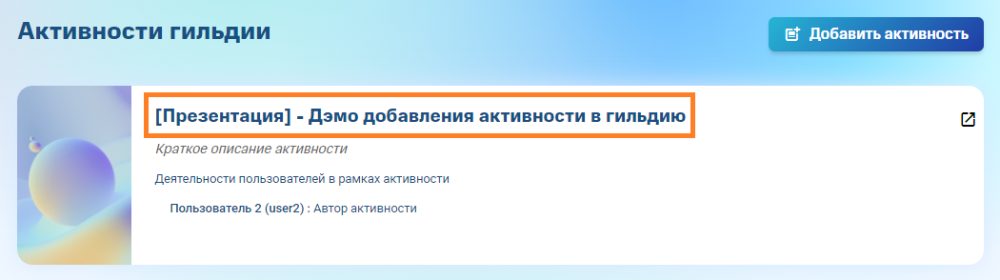 Активности гильдии
Добавить активность
[Презентация] - Дэмо добавления активности в гильдию
Краткое описание активности
Деятельности пользователей в рамках активности
Пользователь 2 (user2) : Автор активности